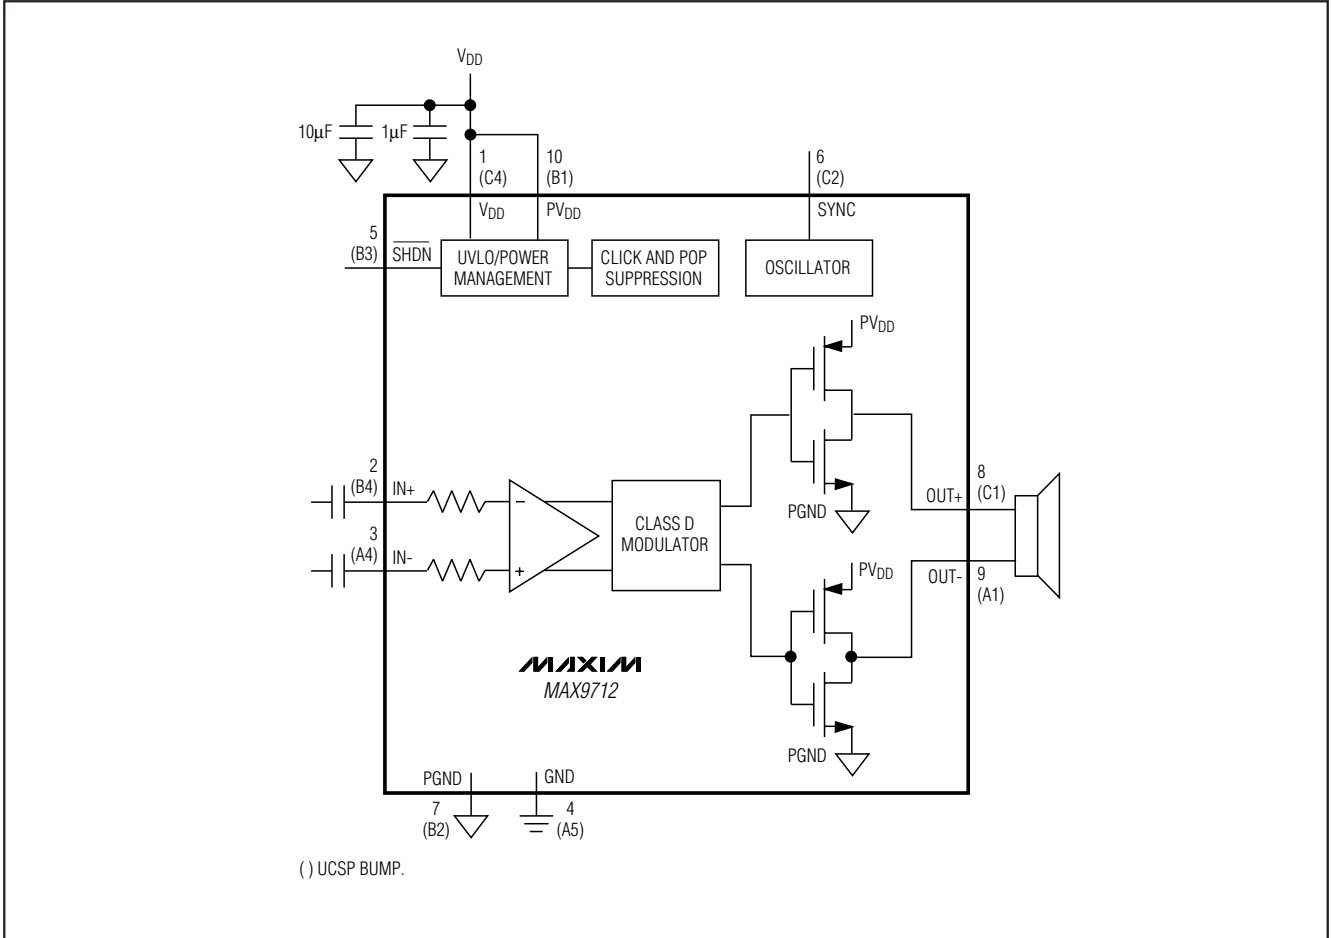 VDD
10µF
1µF
1
(C4)
10
(B1)
6
(C2)
VDD
PVDD
SYNC
5
(B3)
SHDN
UVLO/POWER
MANAGEMENT
CLICK AND POP
SUPPRESSION
OSCILLATOR
PVDD
2
(B4)
IN+
−
CLASS D
MODULATOR
PGND
OUT+
8
(C1)
3
(A4)
IN-
+
PVDD
OUT-
9
(A1)
MAXIM
MAX9712
PGND
PGND
GND
7
(B2)
4
(A5)
( ) UCSP BUMP.